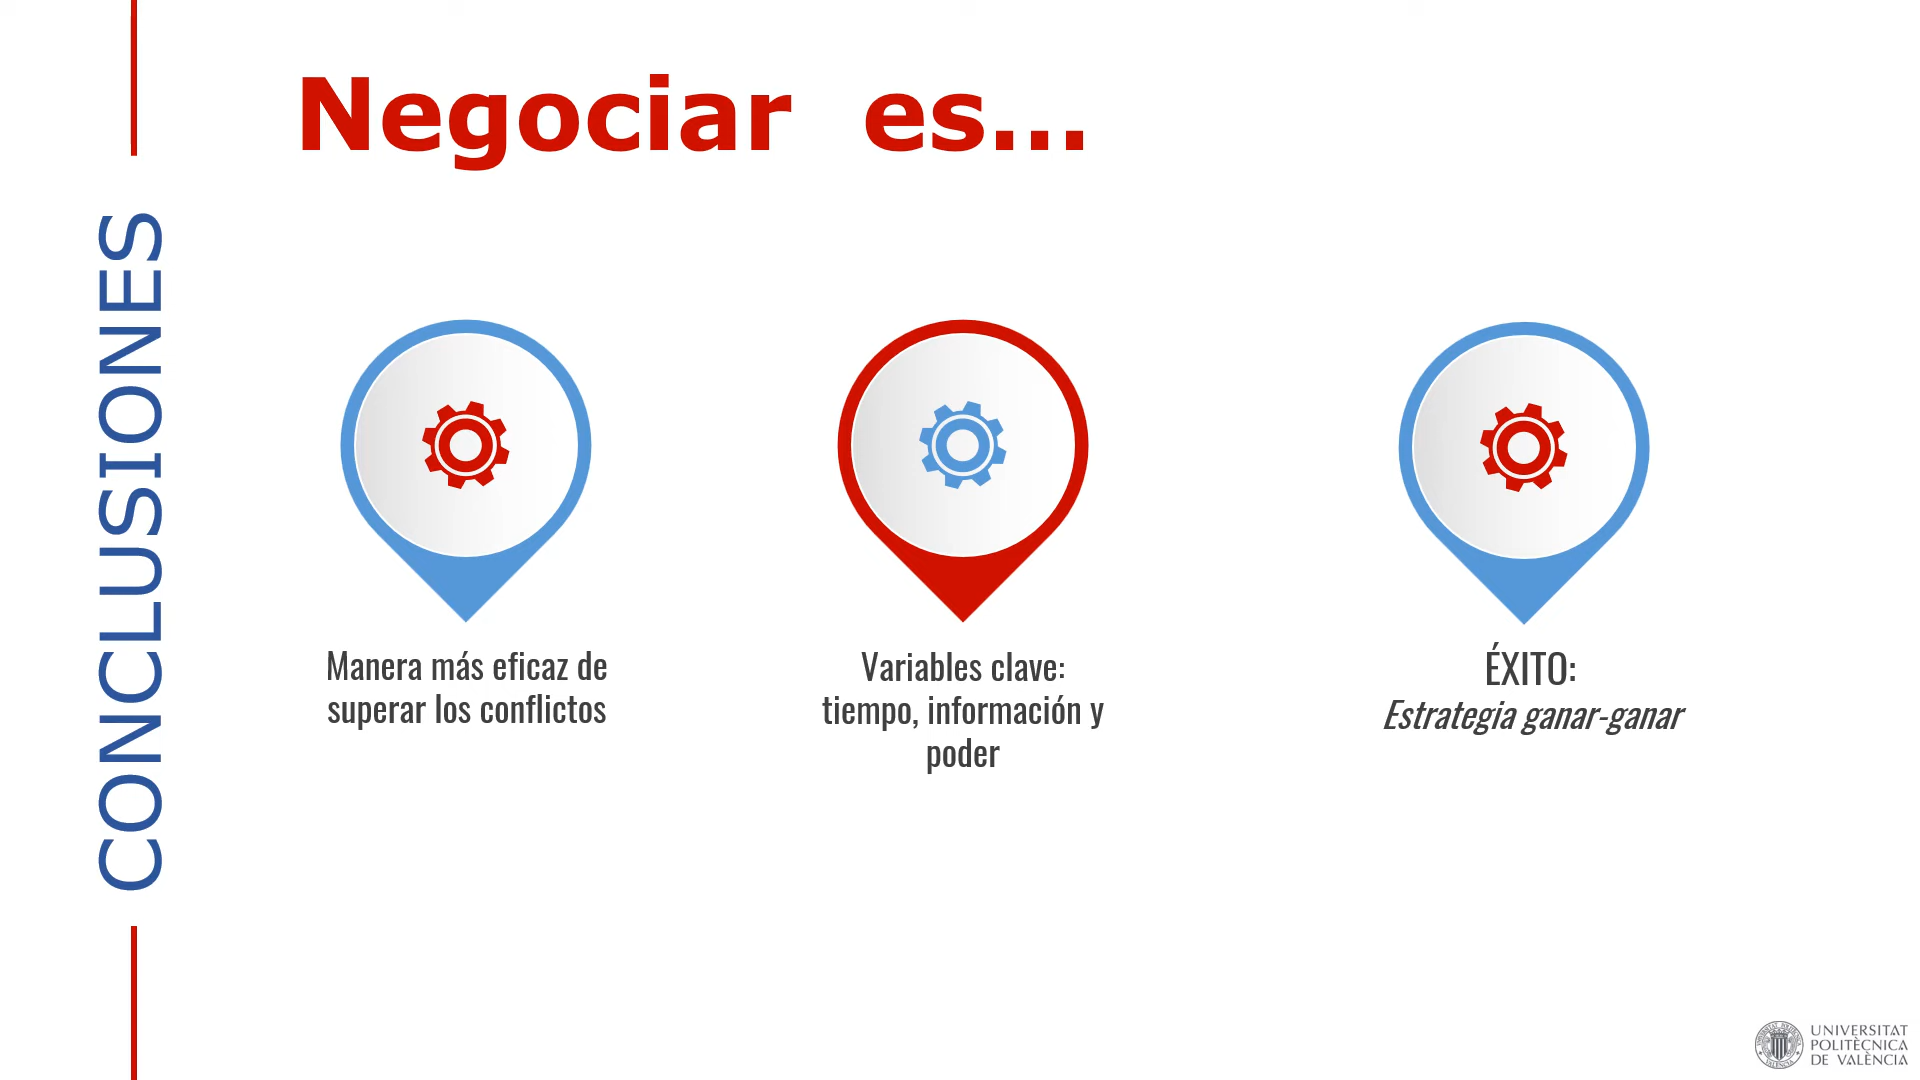 CONCLUSIONES
Negociar es...
Manera más eficaz de
superar los conflictos
Variables clave:
tiempo, información y
poder
ÉXITO:
Estrategia ganar-ganar
UNIVERSITAT
POLITÈCNICA
DE VALÈNCIA